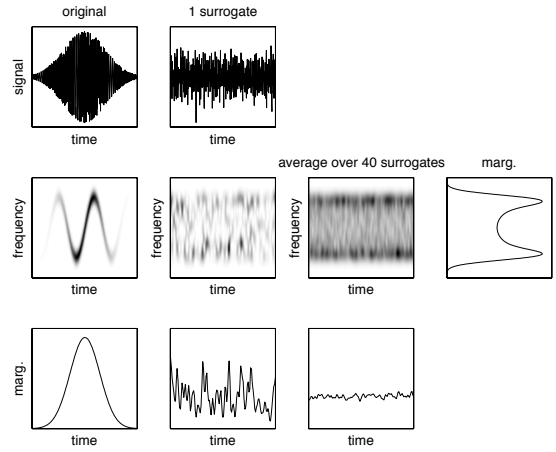 original
1 surrogate
signal
time
time
average over 40 surrogates
marg.
frequency
frequency
frequency
time
time
time
marg.
time
time
time